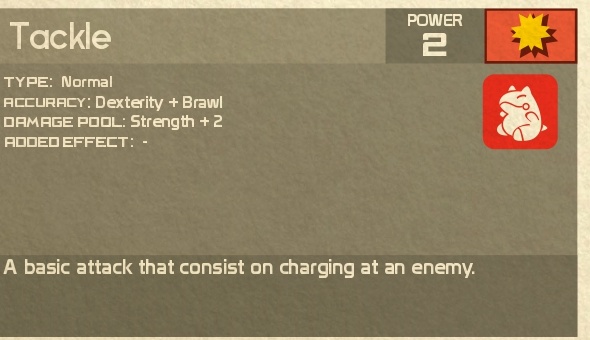 Tackle
POWER
2
TYPE: Normal
ACCURACY: Dexterity + Brawl
DAMAGE POOL: Strength + 2
ADDED EFFECT: -
A basic attack that consist on charging at an enemy.